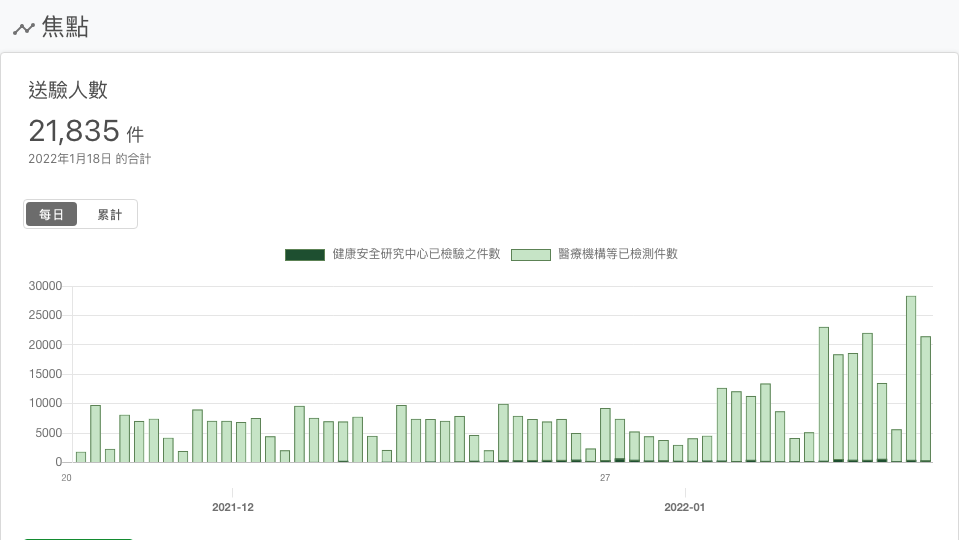 焦點
送驗人數
21,835 件
2022年1月18日 的合計
每日 累計
健康安全研究中心已檢驗之件數 醫療機構等已檢測件數
30000
25000
20000
15000
10000
5000
0
20 27
2021-12 2022-01